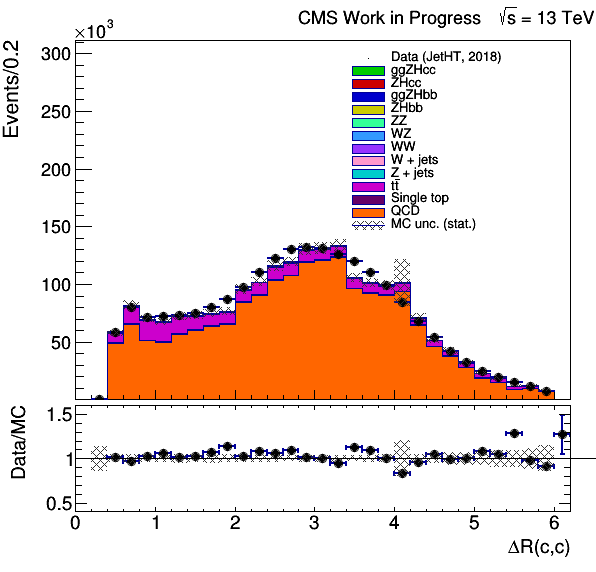 CMS Work in Progress √s = 13 TeV
×10³
Events/0.2
300
250
200
150
100
50
Data (JetHT, 2018)
ggZHcc
ZHcc
ggZHbb
ZHbb
ZZ
WZ
WW
W + jets
Z + jets
tt̄
Single top
QCD
MC unc. (stat.)
Data/MC
1.5
1
0.5
0 1 2 3 4 5 6
ΔR(c,c)